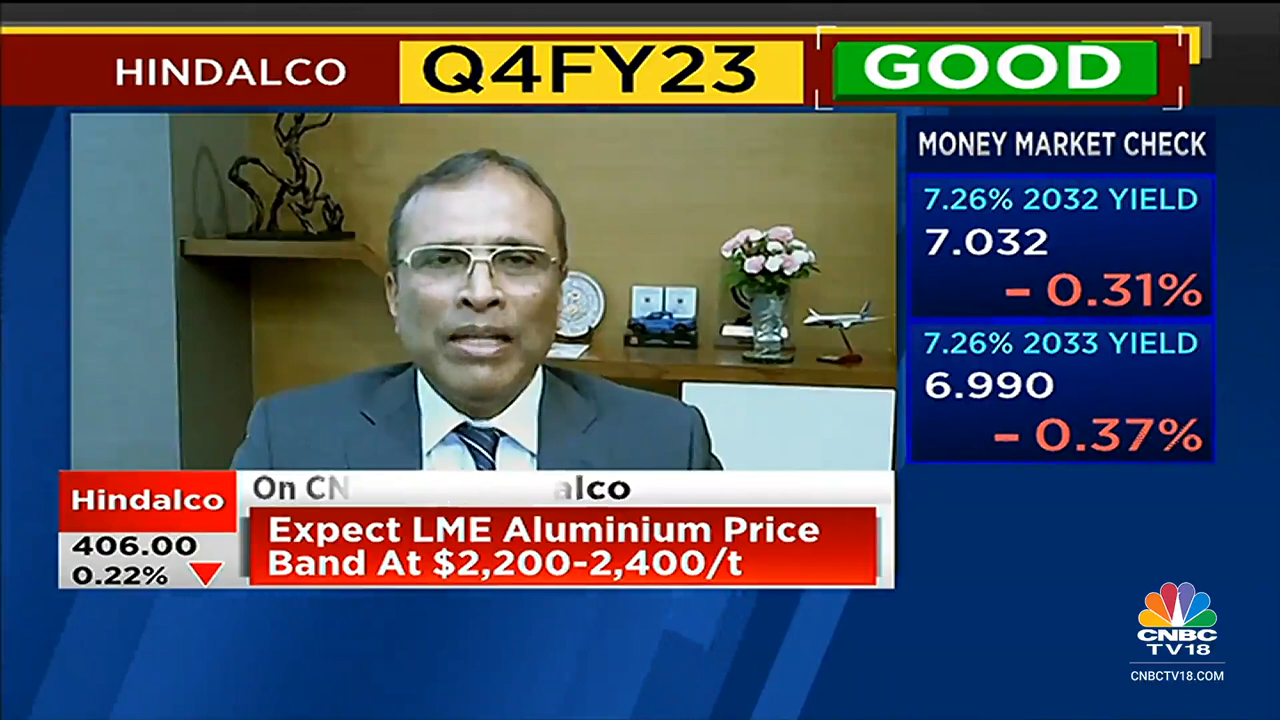 HINDALCO
Q4FY23
GOOD
MONEY MARKET CHECK
7.26% 2032 YIELD
7.032
– 0.31%
7.26% 2033 YIELD
6.990
– 0.37%
Hindalco
406.00
0.22%
On CN alco
Expect LME Aluminium Price
Band At $2,200-2,400/t
CNBC
TV18
CNBCTV18.COM